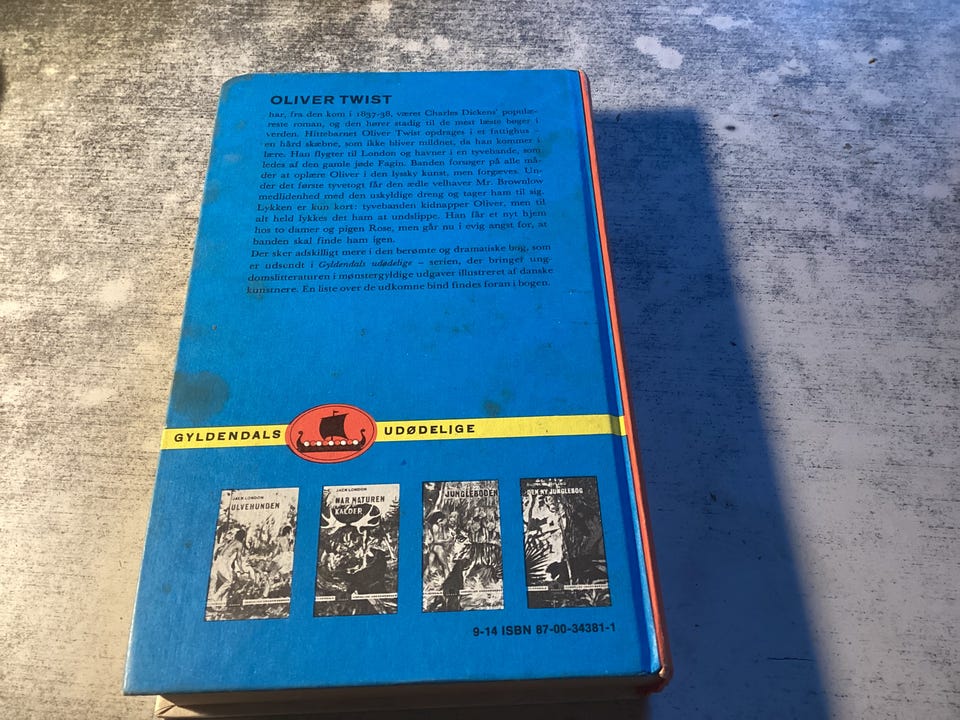 OLIVER TWIST
har, fra den kom i 1837-38, været Charles Dickens' populæ-
reste roman, og den hører stadig til de mest læste bøger i
verden. Hittebarnet Oliver Twist opdrages i et fattighus –
en hård skæbne, som ikke bliver mildnet, da han kommer i
lære. Han flygter til London og havner i en tyvebande, som
ledes af den gamle jøde Fagin. Banden forsøger på alle må-
der at oplære Oliver i den lyssky kunst, men forgæves. Un-
der det første tyvetogt får den ædle velhaver Mr. Brownlow
medlidenhed med den uskyldige dreng og tager ham til sig.
Lykken er kun kort: tyvebanden kidnapper Oliver, men til
alt held lykkes det ham at undslippe. Han får et nyt hjem
hos to damer og pigen Rose, men går nu i evig angst for, at
banden skal finde ham igen.
Der sker adskilligt mere i den berømte og dramatiske bog, som
er udsendt i Gyldendals udødelige – serien, der bringer ung-
domslitteraturen i mønstergyldige udgaver illustreret af danske
kunstnere. En liste over de udkomne bind findes foran i bogen.
GYLDENDALS UDØDELIGE
JACK LONDON
ULVEHUNDEN
JACK LONDON
NAR NATUREN
KALDER
JUNGLEBOGEN
DEN NY JUNGLEBOG
9-14 ISBN 87-00-34381-1